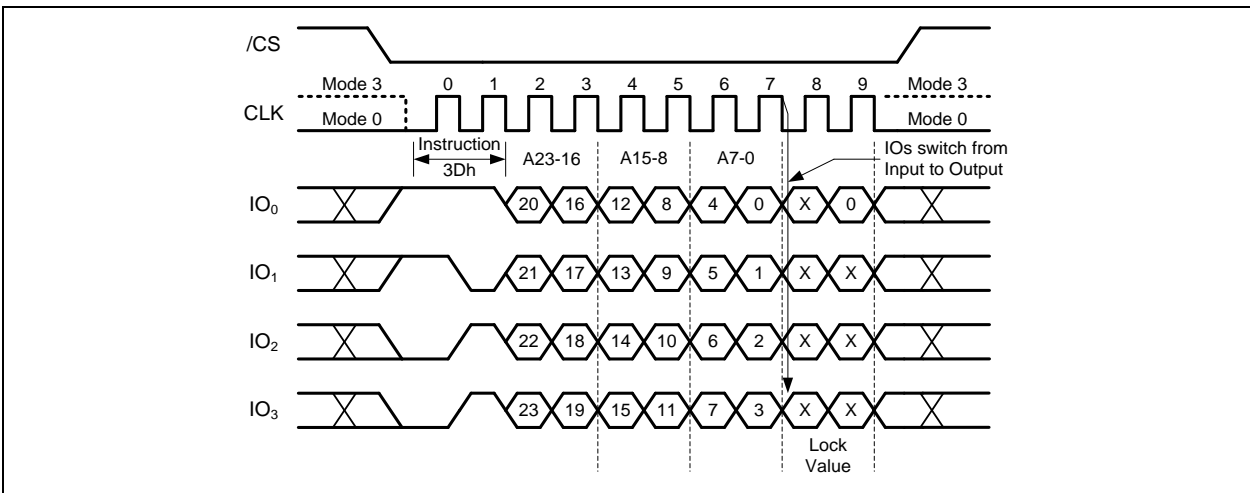 /CS
Mode 3 0 1 2 3 4 5 6 7 8 9 Mode 3
CLK
Mode 0 Mode 0
Instruction
3Dh
A23-16 A15-8 A7-0
IOs switch from
Input to Output
IO0 20 16 12 8 4 0 X 0
IO1 21 17 13 9 5 1 X X
IO2 22 18 14 10 6 2 X X
IO3 23 19 15 11 7 3 X X
Lock
Value